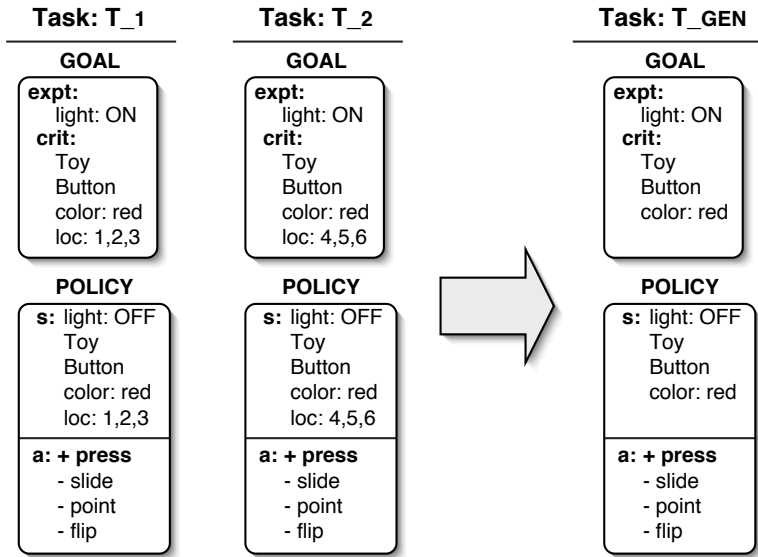 Task: T_1
GOAL
expt:
light: ON
crit:
Toy
Button
color: red
loc: 1,2,3
POLICY
s: light: OFF
Toy
Button
color: red
loc: 1,2,3
a: + press
- slide
- point
- flip
Task: T_2
GOAL
expt:
light: ON
crit:
Toy
Button
color: red
loc: 4,5,6
POLICY
s: light: OFF
Toy
Button
color: red
loc: 4,5,6
a: + press
- slide
- point
- flip
Task: T_GEN
GOAL
expt:
light: ON
crit:
Toy
Button
color: red
POLICY
s: light: OFF
Toy
Button
color: red
a: + press
- slide
- point
- flip